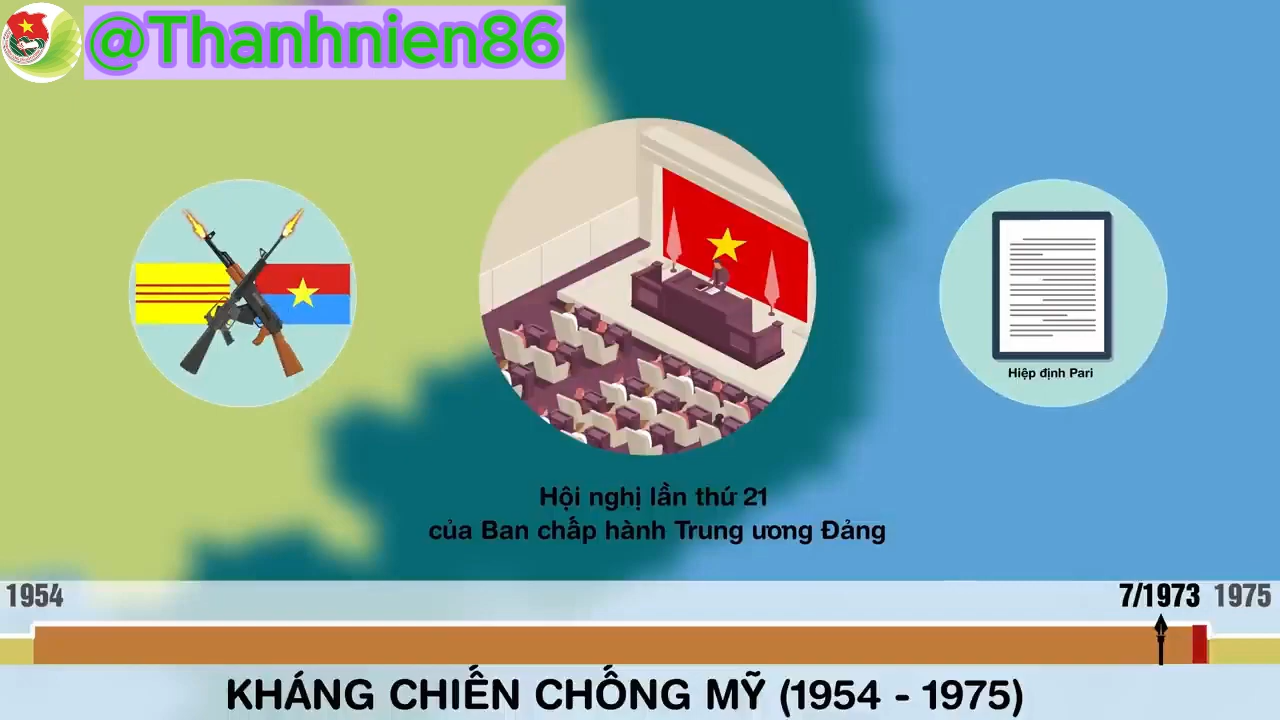 @Thanhnien86
Hiệp định Pari
Hội nghị lần thứ 21
của Ban chấp hành Trung ương Đảng
1954
7/1973
1975
KHÁNG CHIẾN CHỐNG MỸ (1954 - 1975)